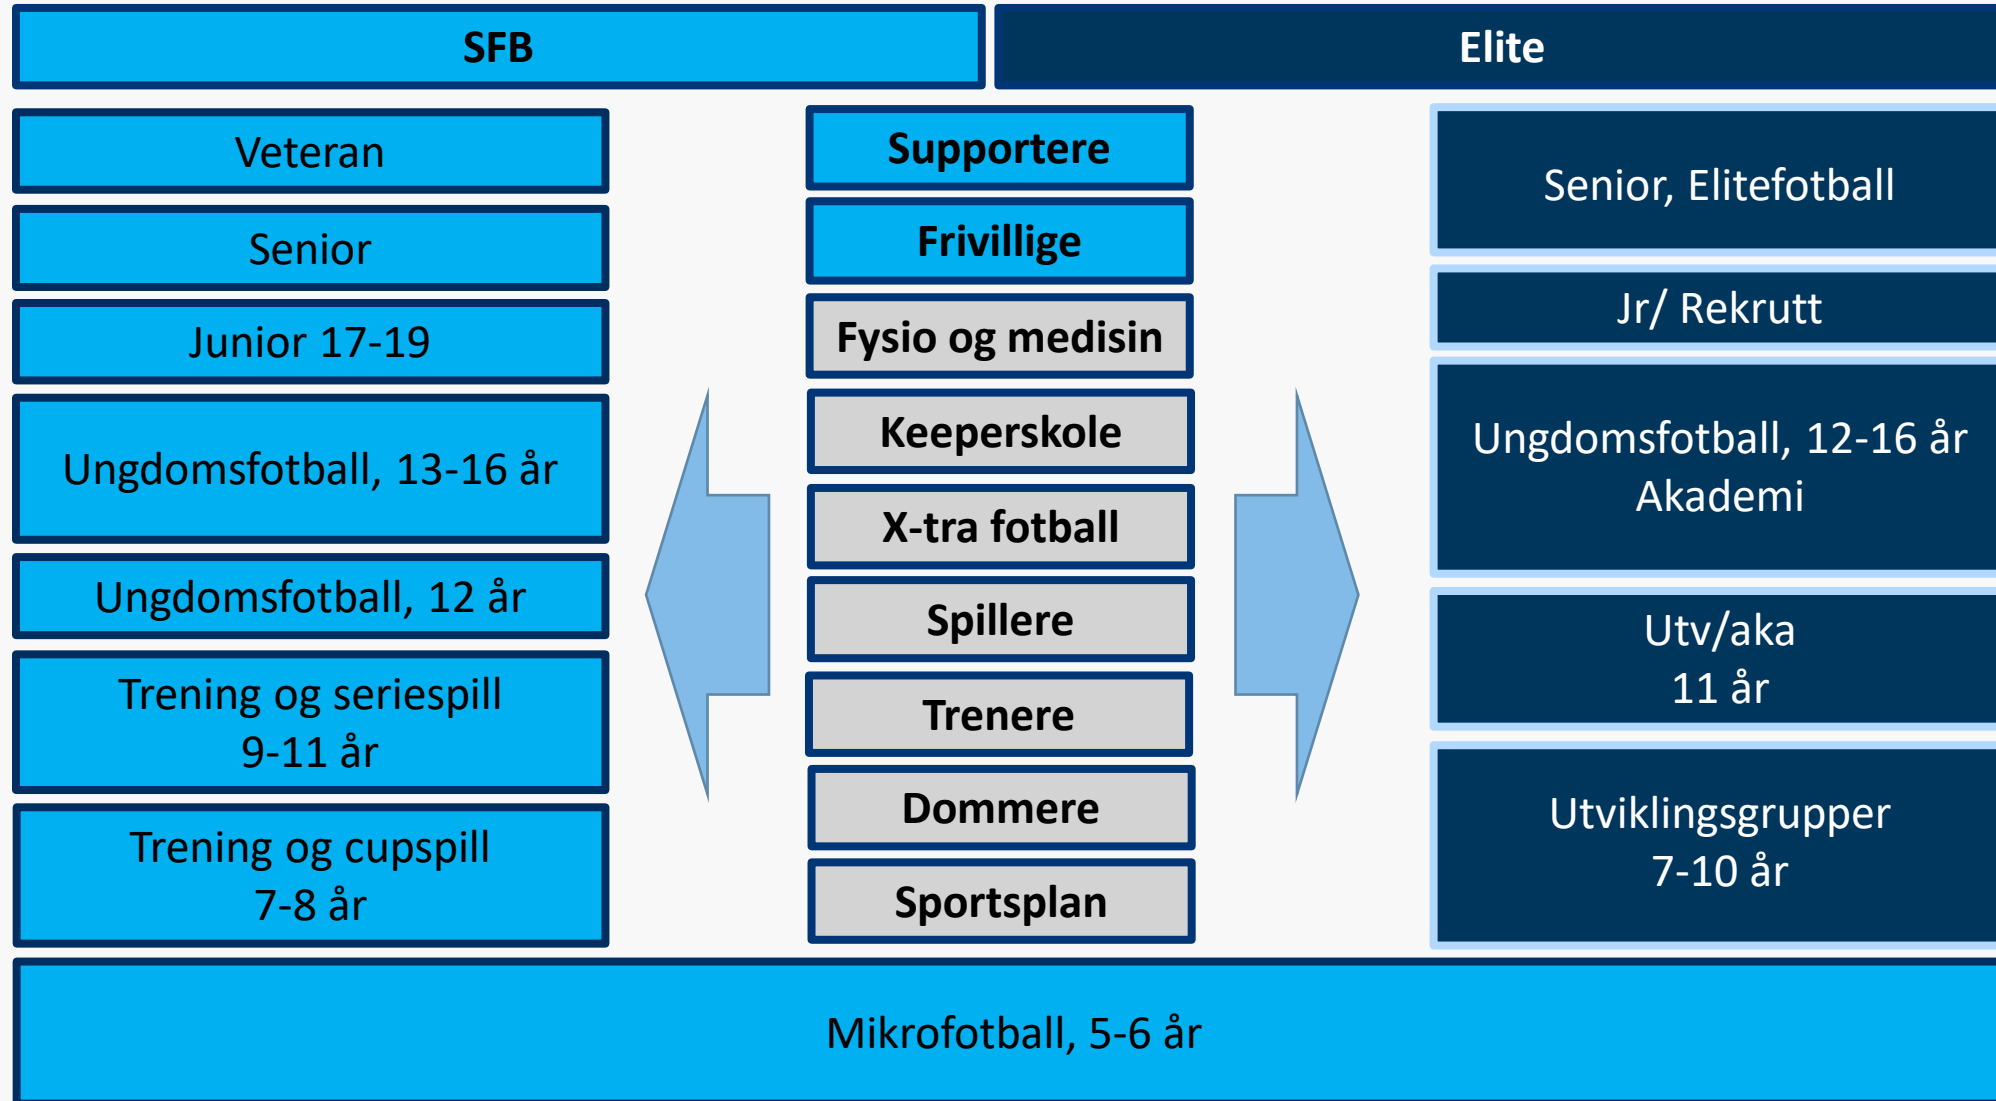 SFB
Elite
Veteran
Senior
Junior 17-19
Ungdomsfotball, 13-16 år
Ungdomsfotball, 12 år
Trening og seriespill
9-11 år
Trening og cupspill
7-8 år
Supportere
Frivillige
Fysio og medisin
Keeperskole
X-tra fotball
Spillere
Trenere
Dommere
Sportsplan
Senior, Elitefotball
Jr/ Rekrutt
Ungdomsfotball, 12-16 år
Akademi
Utv/aka
11 år
Utviklingsgrupper
7-10 år
Mikrofotball, 5-6 år